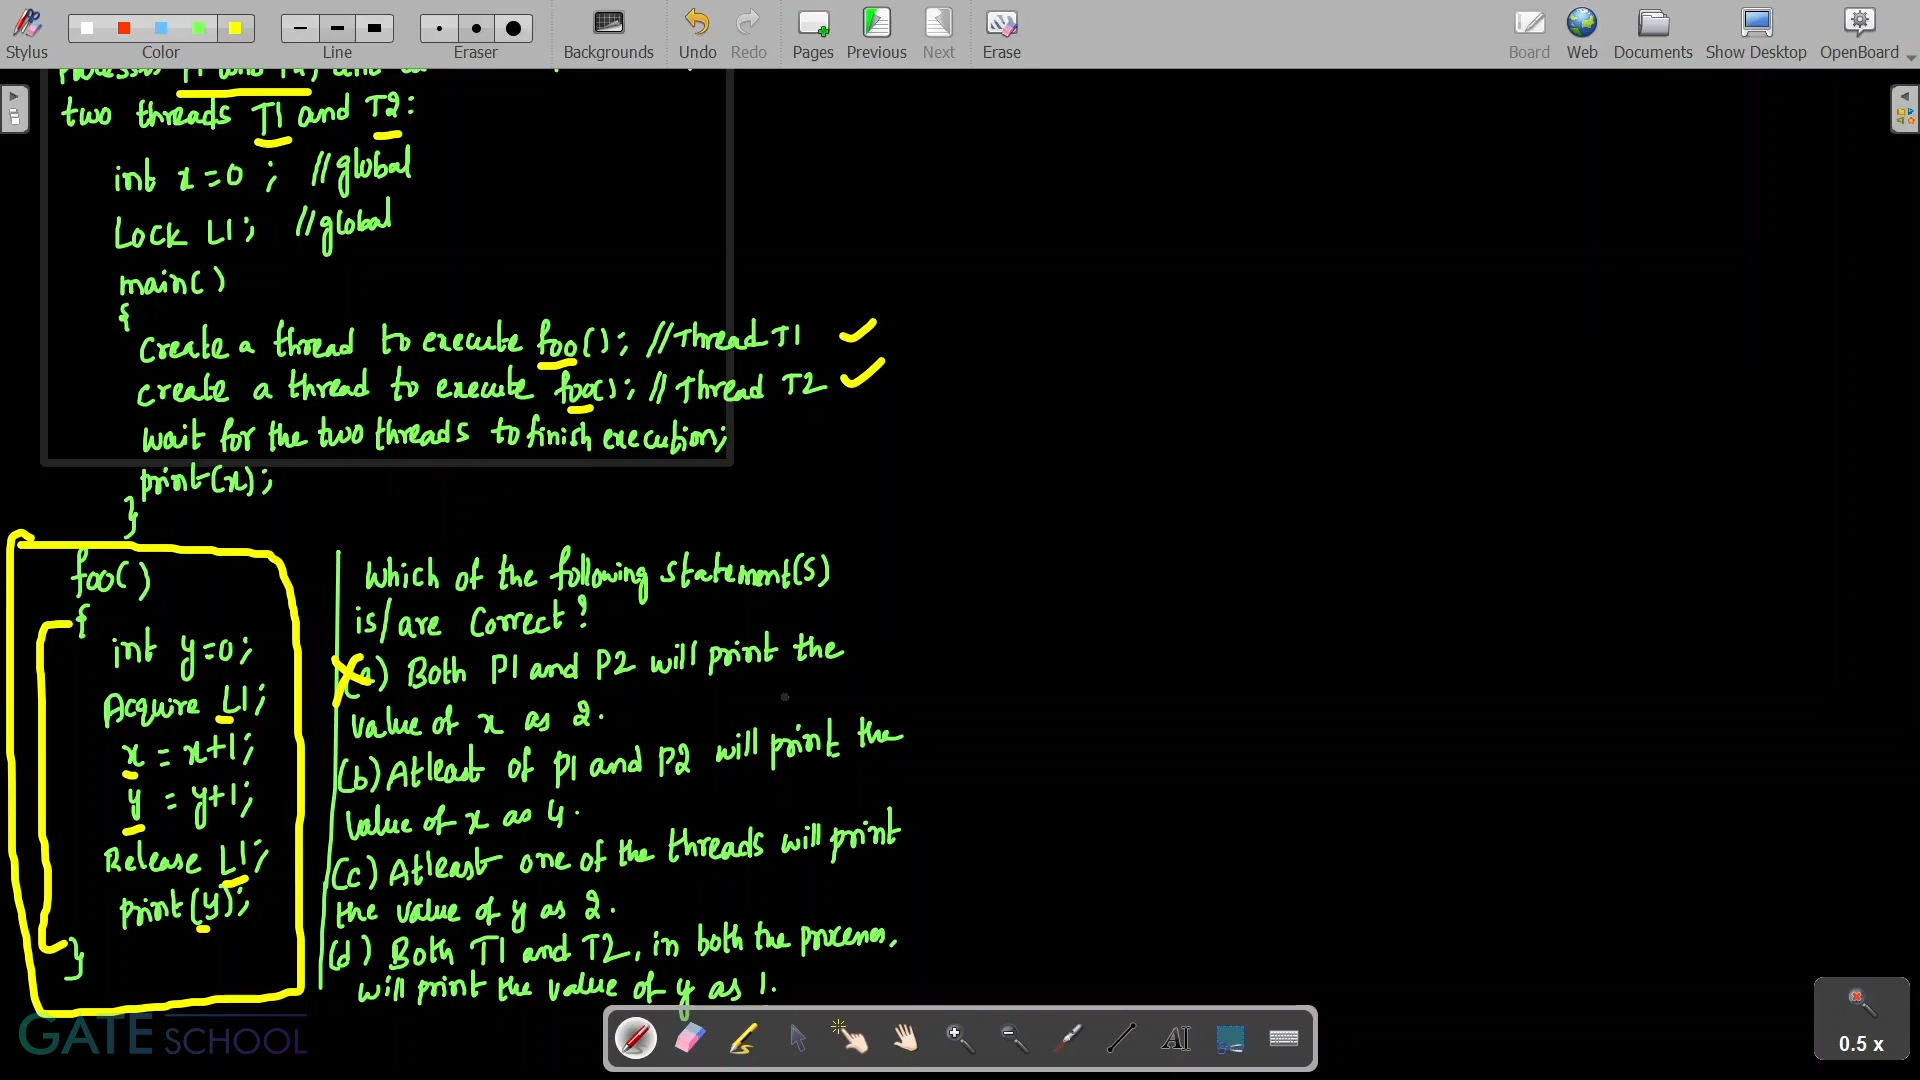 Stylus
Color
Line
Eraser
Backgrounds
Undo
Redo
Pages
Previous
Next
Erase
Board
Web
Documents
Show Desktop
OpenBoard
two threads T1 and T2:
int x=0 ; //global
Lock L1; //global
main()
{
Create a thread to execute foo(); //Thread T1
create a thread to execute foo(); // Thread T2
wait for the two threads to finish execution;
print(x);
}
foo()
{
int y=0;
Acquire L1;
x = x+1;
y = y+1;
Release L1;
print(y);
}
Which of the following statement(s)
is/are Correct?
(a) Both P1 and P2 will print the
value of x as 2.
(b) Atleast of P1 and P2 will print the
value of x as 4.
(c) Atleast one of the threads will print
the value of y as 2.
(d) Both T1 and T2, in both the processes,
will print the value of y as 1.
GATE SCHOOL
0.5 x